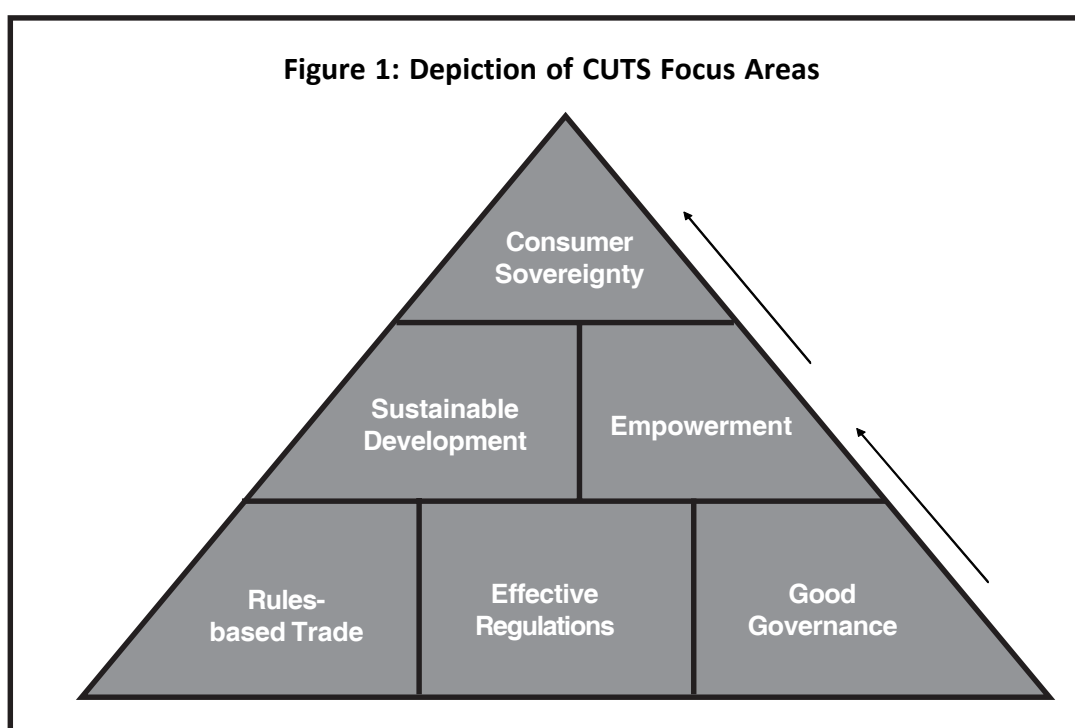 Figure 1: Depiction of CUTS Focus Areas
Consumer
Sovereignty
Sustainable
Development
Empowerment
Rules-
based Trade
Effective
Regulations
Good
Governance